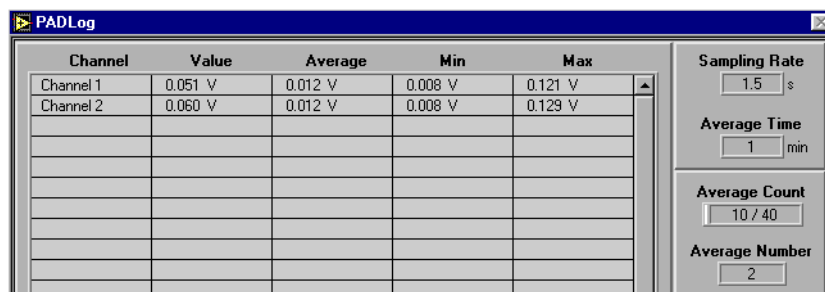 PADLog
Channel Value Average Min Max
Channel 1 0.051 V 0.012 V 0.008 V 0.121 V
Channel 2 0.060 V 0.012 V 0.008 V 0.129 V
Sampling Rate
1.5 s
Average Time
1 min
Average Count
10 / 40
Average Number
2